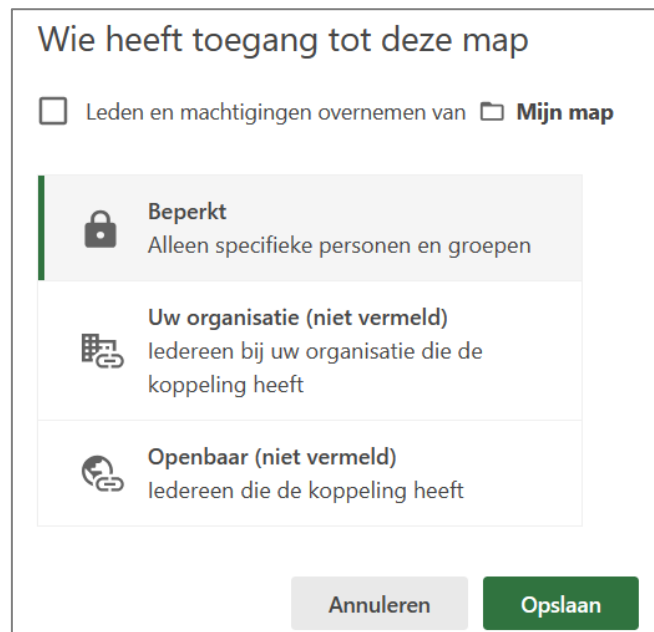 Wie heeft toegang tot deze map
Leden en machtigingen overnemen van Mijn map
Beperkt
Alleen specifieke personen en groepen
Uw organisatie (niet vermeld)
Iedereen bij uw organisatie die de
koppeling heeft
Openbaar (niet vermeld)
Iedereen die de koppeling heeft
Annuleren
Opslaan